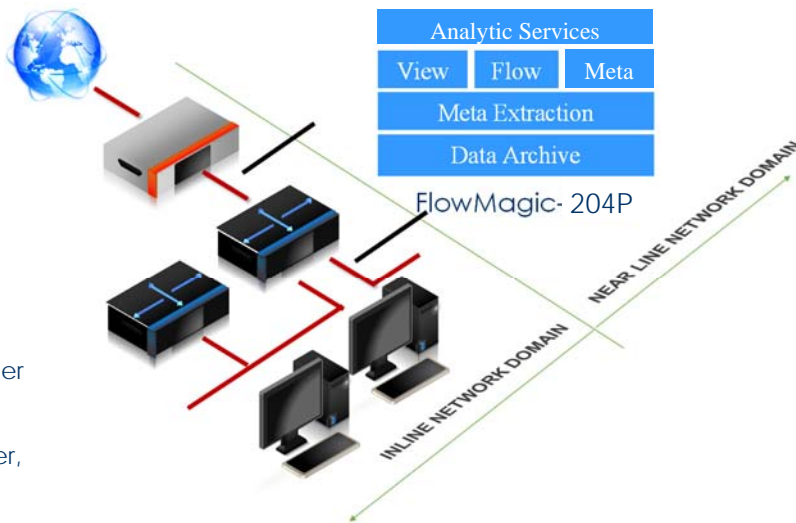 Analytic Services
View Flow Meta
Meta Extraction
Data Archive
FlowMagic- 204P
NEAR LINE NETWORK DOMAIN
INLINE NETWORK DOMAIN
er
er,